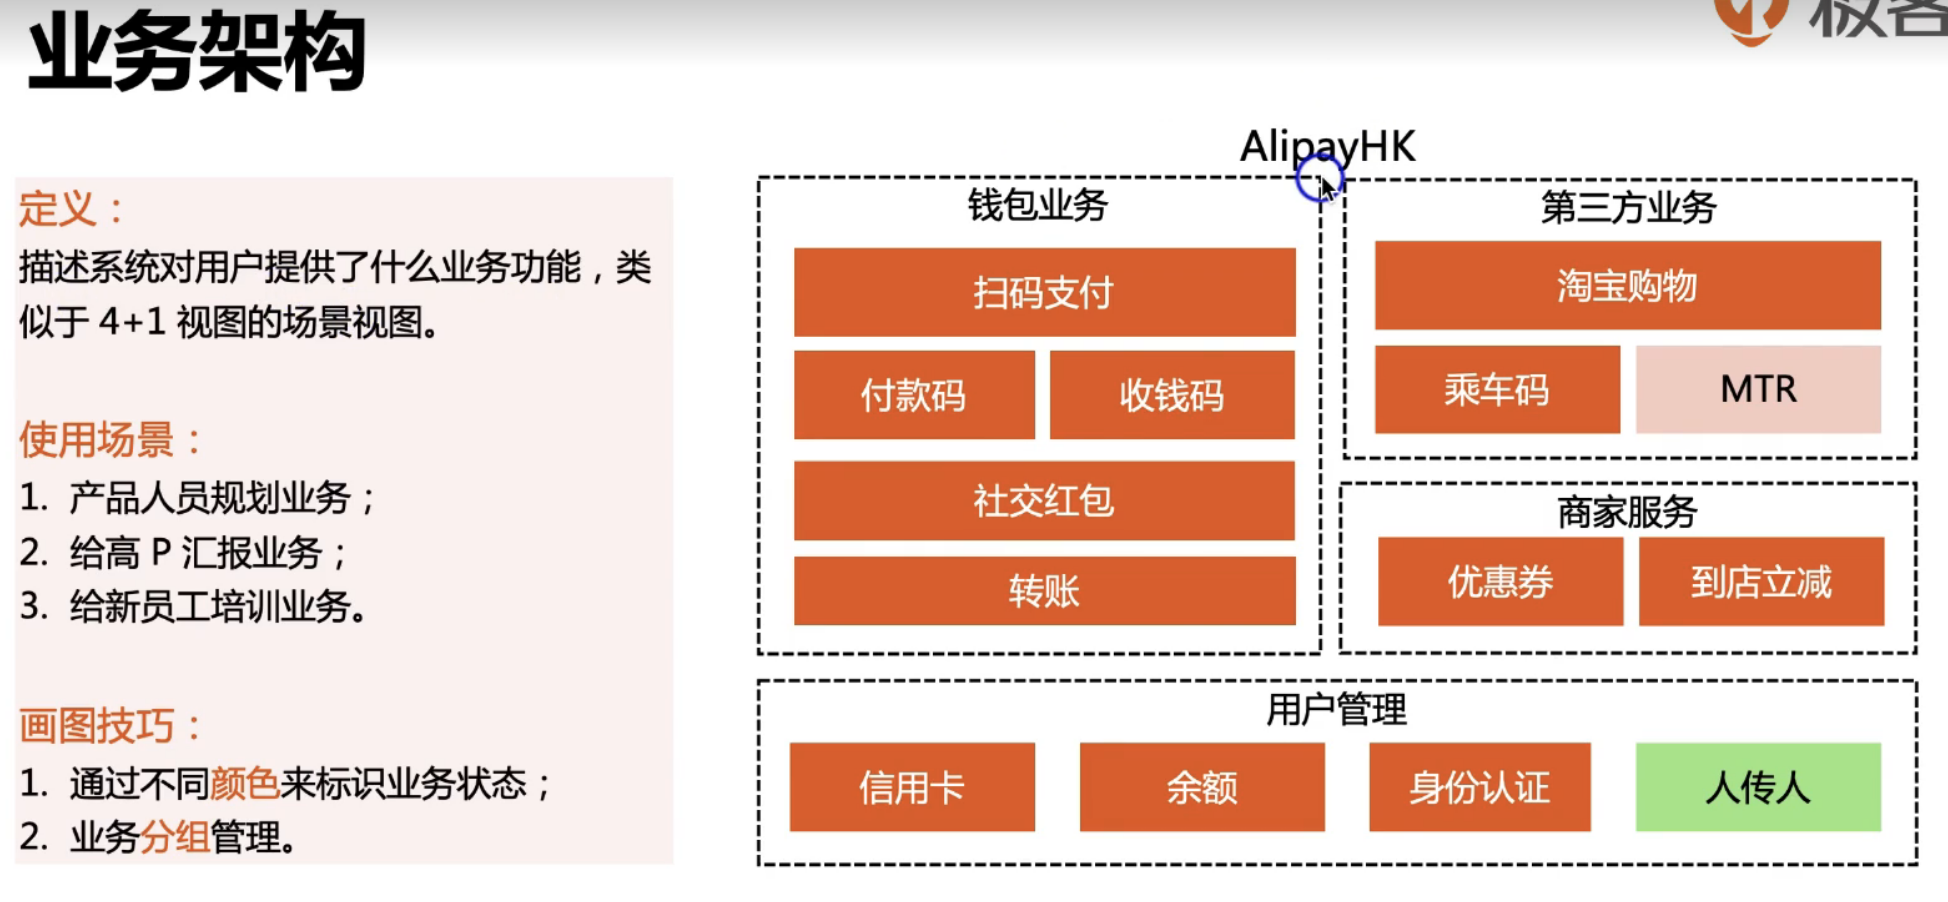 业务架构
极客
定义：
描述系统对用户提供了什么业务功能，类
似于 4+1 视图的场景视图。
使用场景：
1. 产品人员规划业务；
2. 给高 P 汇报业务；
3. 给新员工培训业务。
画图技巧：
1. 通过不同颜色来标识业务状态；
2. 业务分组管理。
AlipayHK
钱包业务
扫码支付
付款码
收钱码
社交红包
转账
第三方业务
淘宝购物
乘车码
MTR
商家服务
优惠券
到店立减
用户管理
信用卡
余额
身份认证
人传人